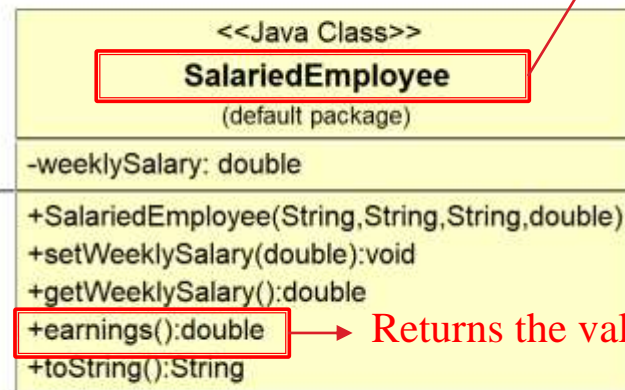 <<Java Class>>
SalariedEmployee
(default package)
-weeklySalary: double
+SalariedEmployee(String,String,String,double)
+setWeeklySalary(double):void
+getWeeklySalary():double
+earnings():double Returns the
+toString():String